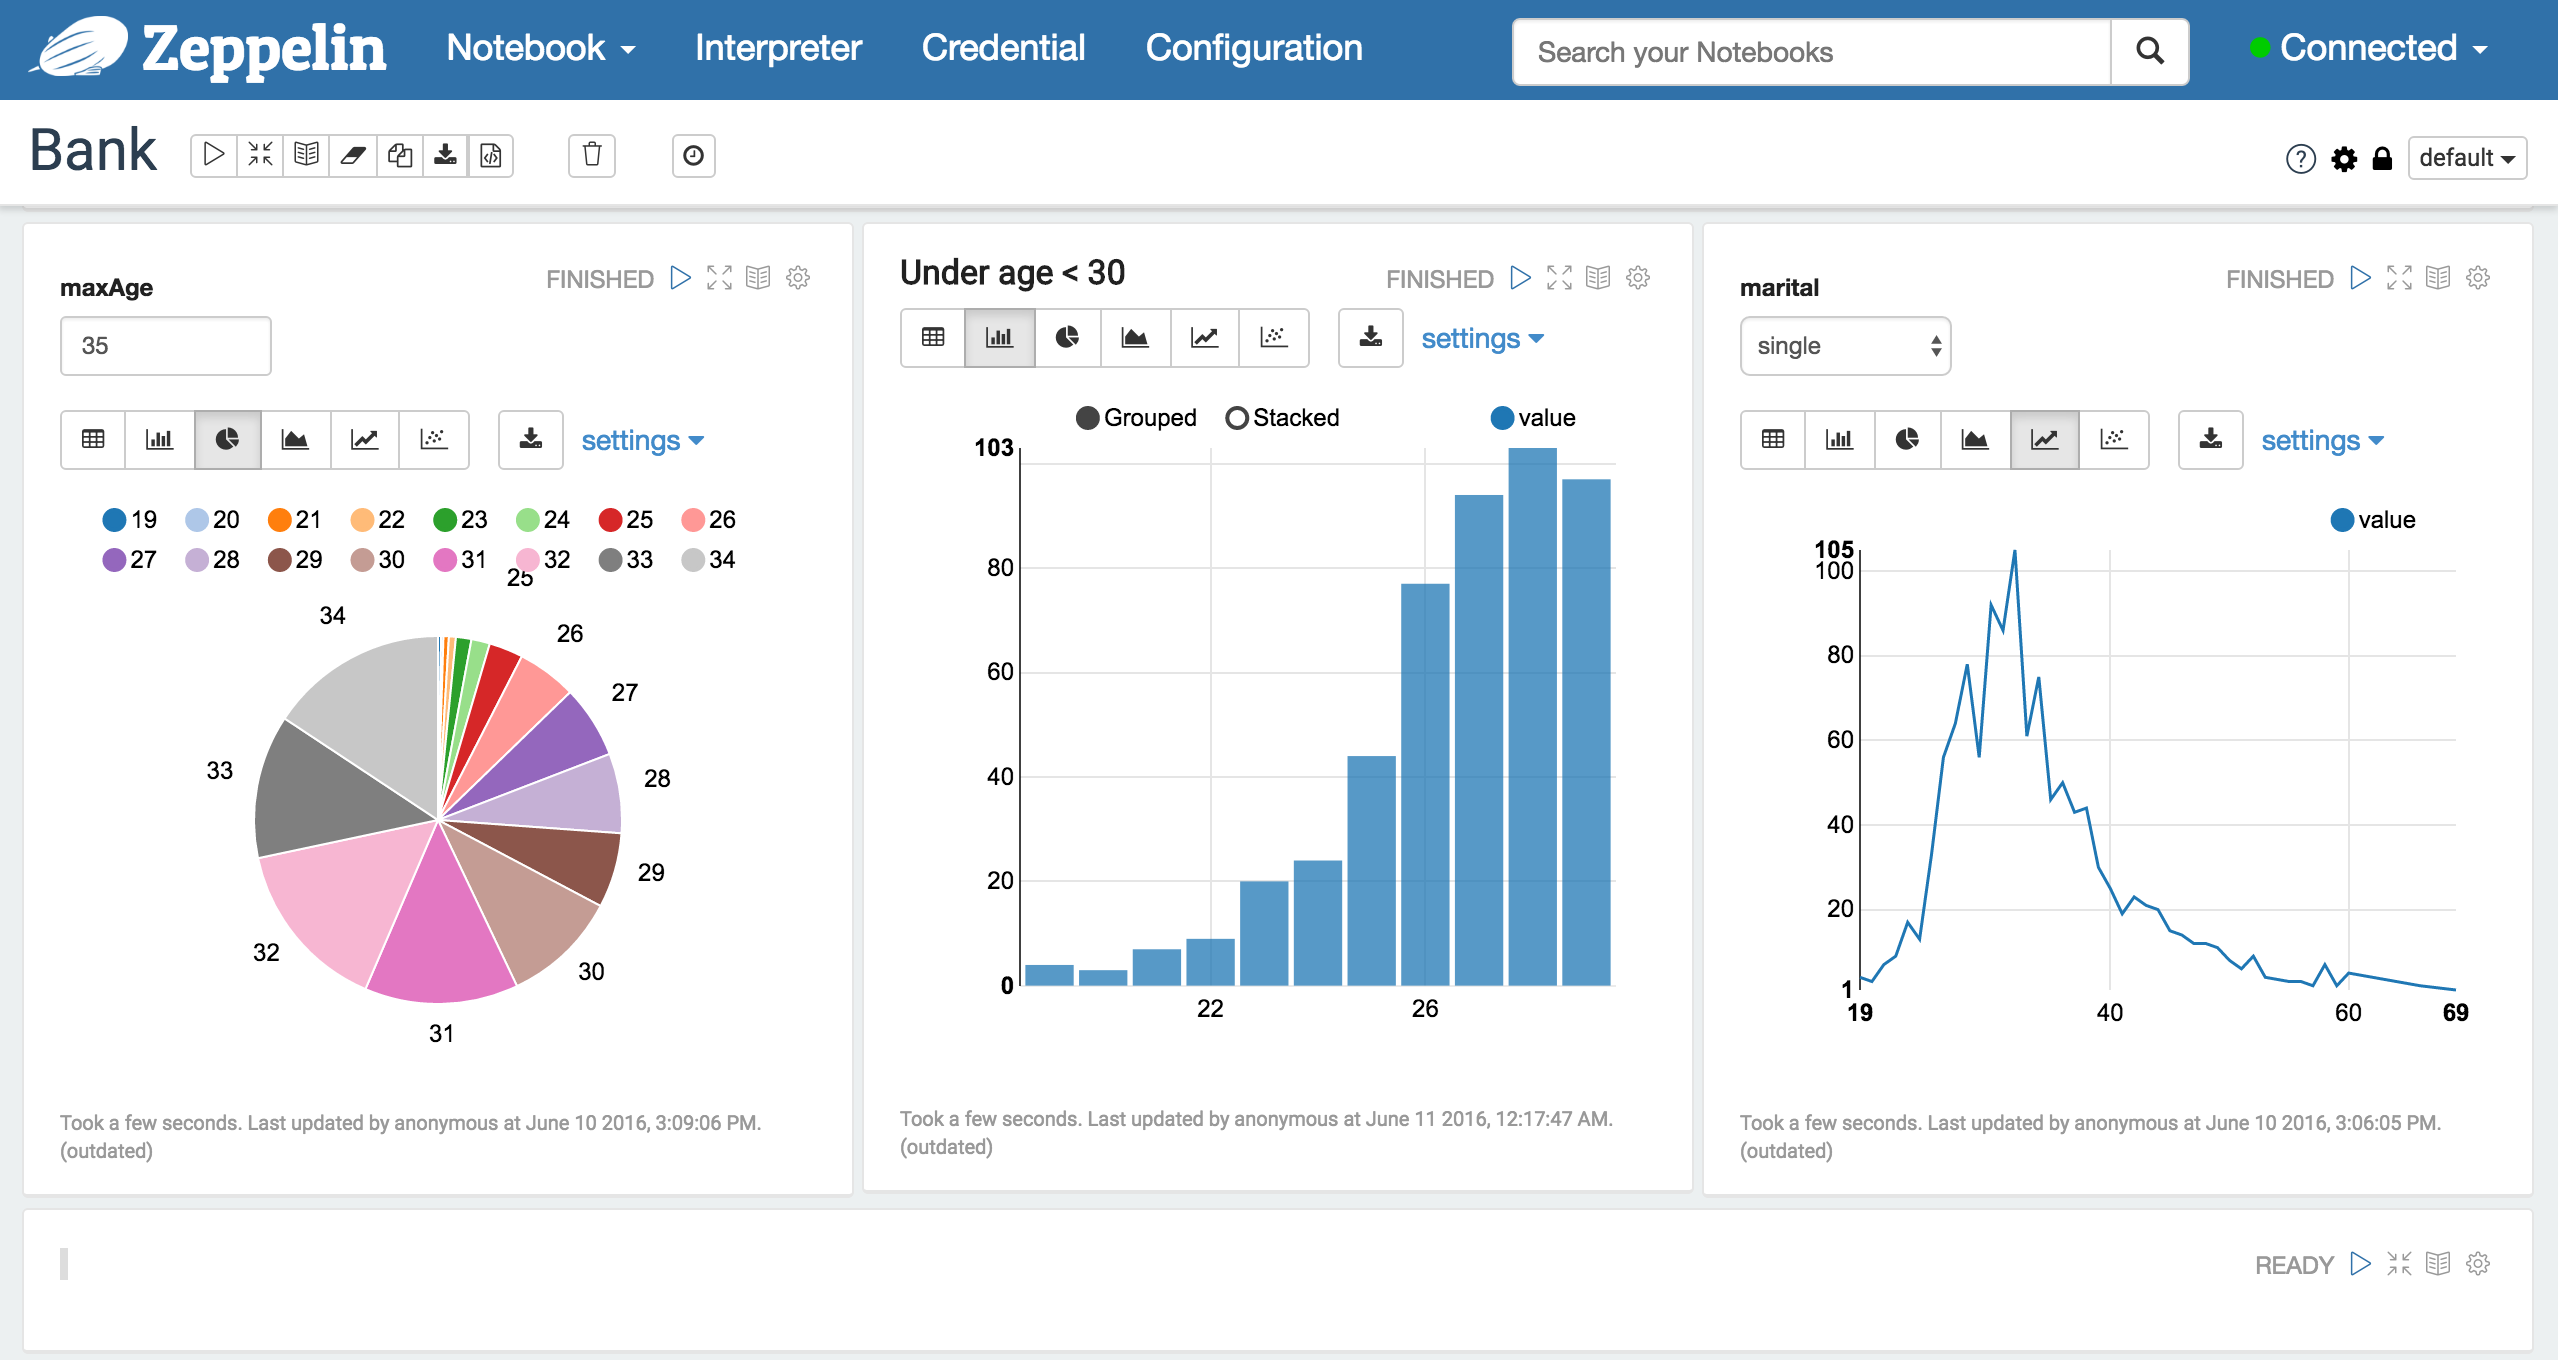 Zeppelin Notebook Interpreter Credential Configuration Search your Notebooks Connected
Bank default
maxAge FINISHED
35
settings
19 20 21 22 23 24 25 26
27 28 29 30 31 32 33 34
25
34
26
27
33
28
29
32
30
31
Took a few seconds. Last updated by anonymous at June 10 2016, 3:09:06 PM.
(outdated)
Under age < 30 FINISHED
settings
Grouped Stacked value
103
80
60
40
20
0
22 26
Took a few seconds. Last updated by anonymous at June 11 2016, 12:17:47 AM.
(outdated)
marital FINISHED
single
settings
value
105
100
80
60
40
20
1
19 40 60 69
Took a few seconds. Last updated by anonymous at June 10 2016, 3:06:05 PM.
(outdated)
READY